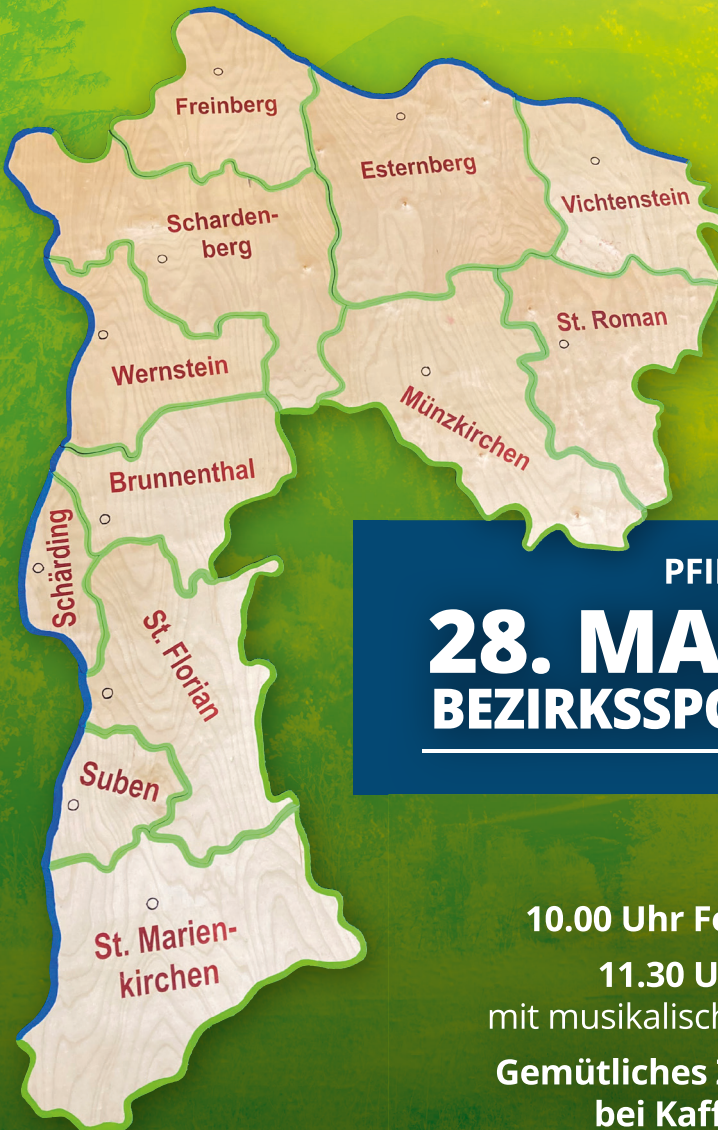 Freinberg
Esternberg
Vichtenstein
Scharden-
berg
St. Roman
Wernstein
Münzkirchen
Brunnenthal
Schärding
St. Florian
Suben
St. Marien-
kirchen
28. MA
BEZIRKSSPO
10.00 Uhr
11.30 U
mit musikalisch
Gemütliches
bei Kaff